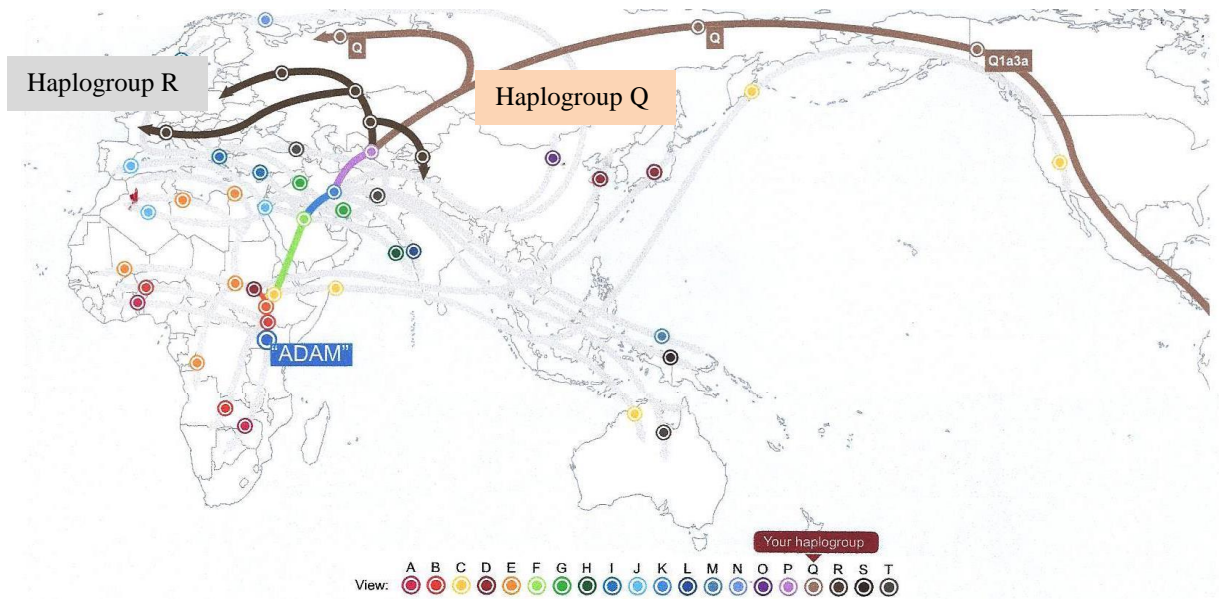 Q
Q
Haplogroup R
Q1a3a
Haplogroup Q
"ADAM"
Your haplogroup
A B C D E F G H I J K L M N O P Q R S T
View: